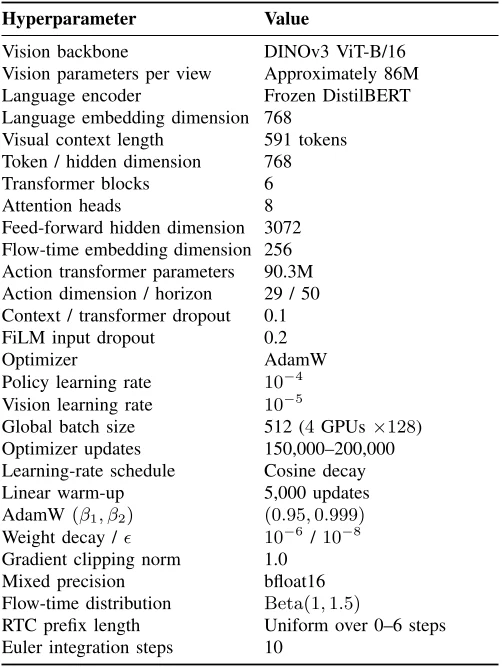 Hyperparameter Value
Vision backbone DINOv3 ViT-B/16
Vision parameters per view Approximately 86M
Language encoder Frozen DistilBERT
Language embedding dimension 768
Visual context length 591 tokens
Token / hidden dimension 768
Transformer blocks 6
Attention heads 8
Feed-forward hidden dimension 3072
Flow-time embedding dimension 256
Action transformer parameters 90.3M
Action dimension / horizon 29 / 50
Context / transformer dropout 0.1
FiLM input dropout 0.2
Optimizer AdamW
Policy learning rate 10⁻⁴
Vision learning rate 10⁻⁵
Global batch size 512 (4 GPUs ×128)
Optimizer updates 150,000–200,000
Learning-rate schedule Cosine decay
Linear warm-up 5,000 updates
AdamW (β₁, β₂) (0.95, 0.999)
Weight decay / ϵ 10⁻⁶ / 10⁻⁸
Gradient clipping norm 1.0
Mixed precision bfloat16
Flow-time distribution Beta(1, 1.5)
RTC prefix length Uniform over 0–6 steps
Euler integration steps 10